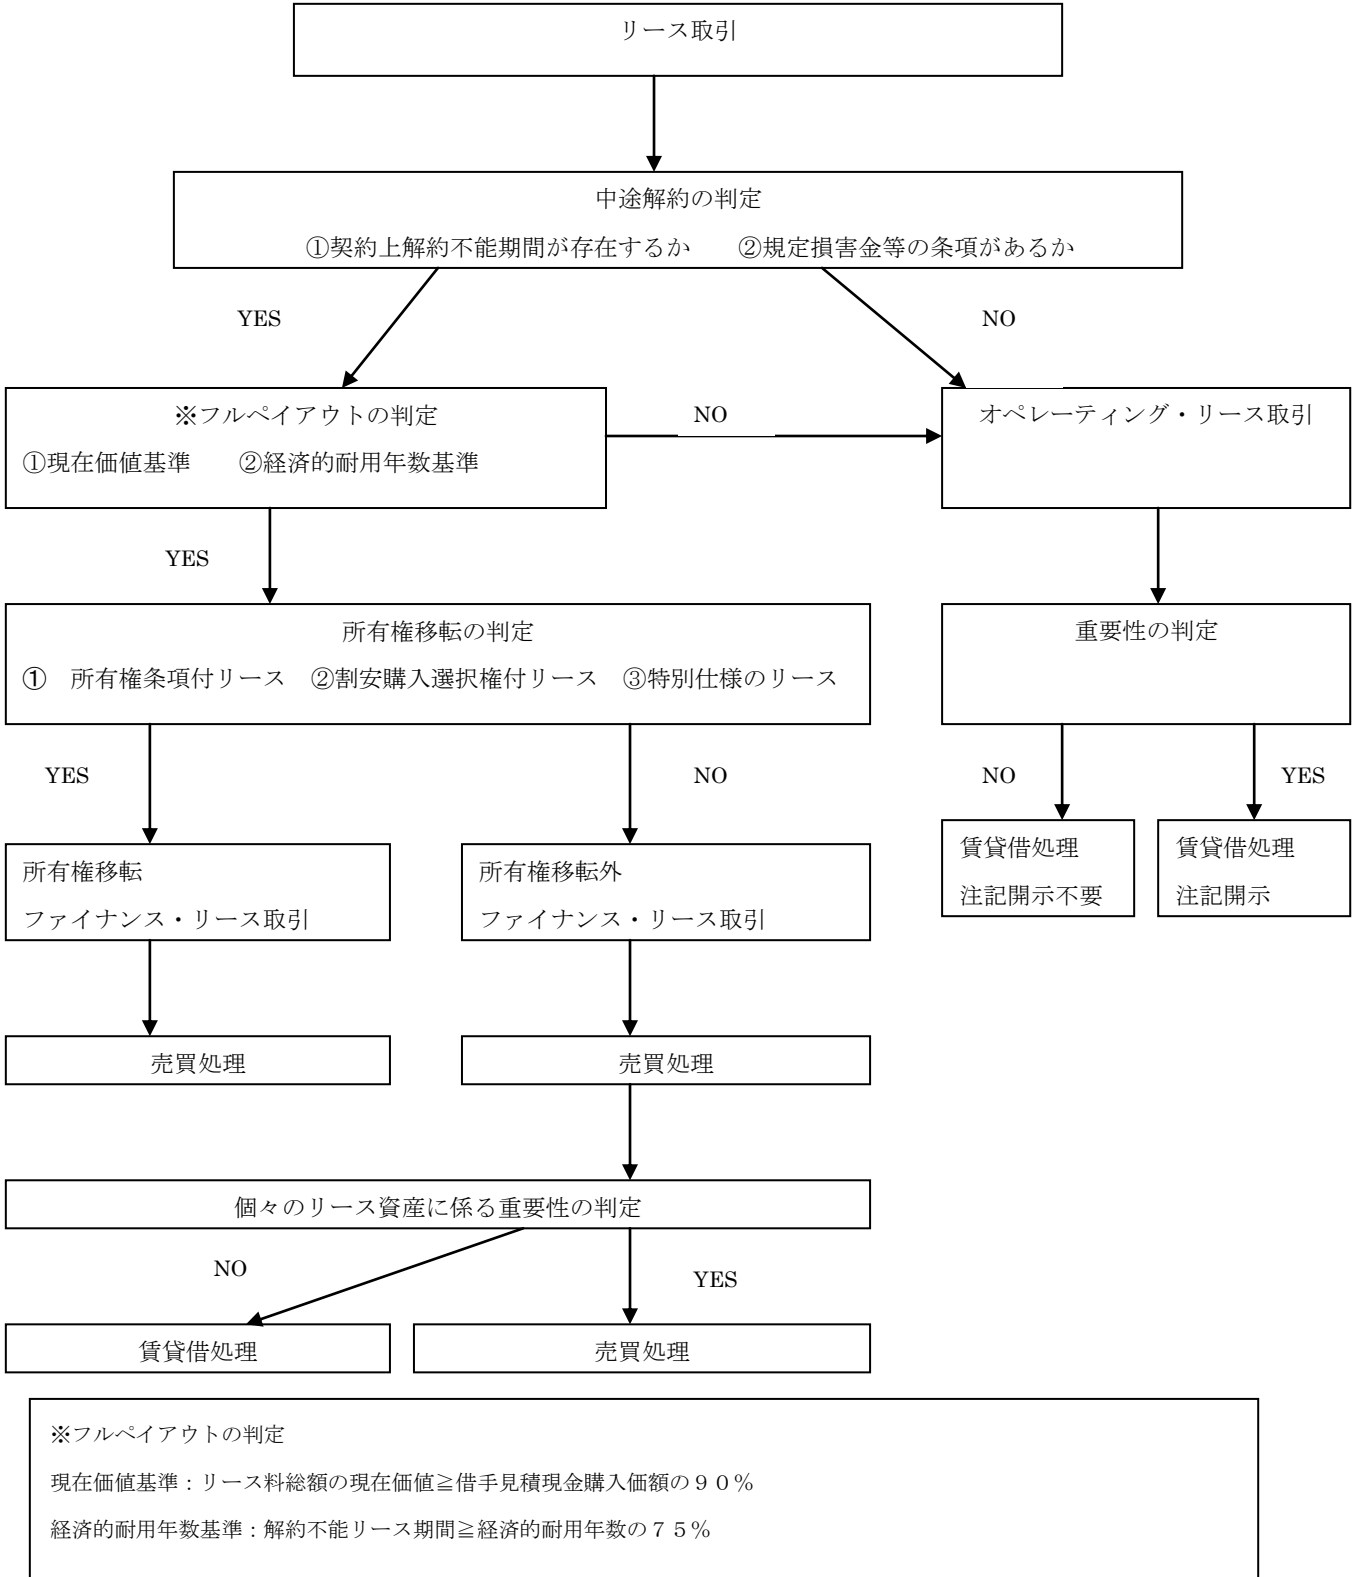 リース取引
中途解約の判定
①契約上解約不能期間が存在するか　　②規定損害金等の条項があるか
YES
NO
※フルペイアウトの判定
①現在価値基準　　②経済的耐用年数基準
NO
オペレーティング・リース取引
YES
所有権移転の判定
①　所有権条項付リース　②割安購入選択権付リース　③特別仕様のリース
重要性の判定
YES
NO
NO
YES
所有権移転
ファイナンス・リース取引
所有権移転外
ファイナンス・リース取引
賃貸借処理
注記開示不要
賃貸借処理
注記開示
売買処理
売買処理
個々のリース資産に係る重要性の判定
NO
YES
賃貸借処理
売買処理
※フルペイアウトの判定
現在価値基準：リース料総額の現在価値≧借手見積現金購入価額の９０％
経済的耐用年数基準：解約不能リース期間≧経済的耐用年数の７５％